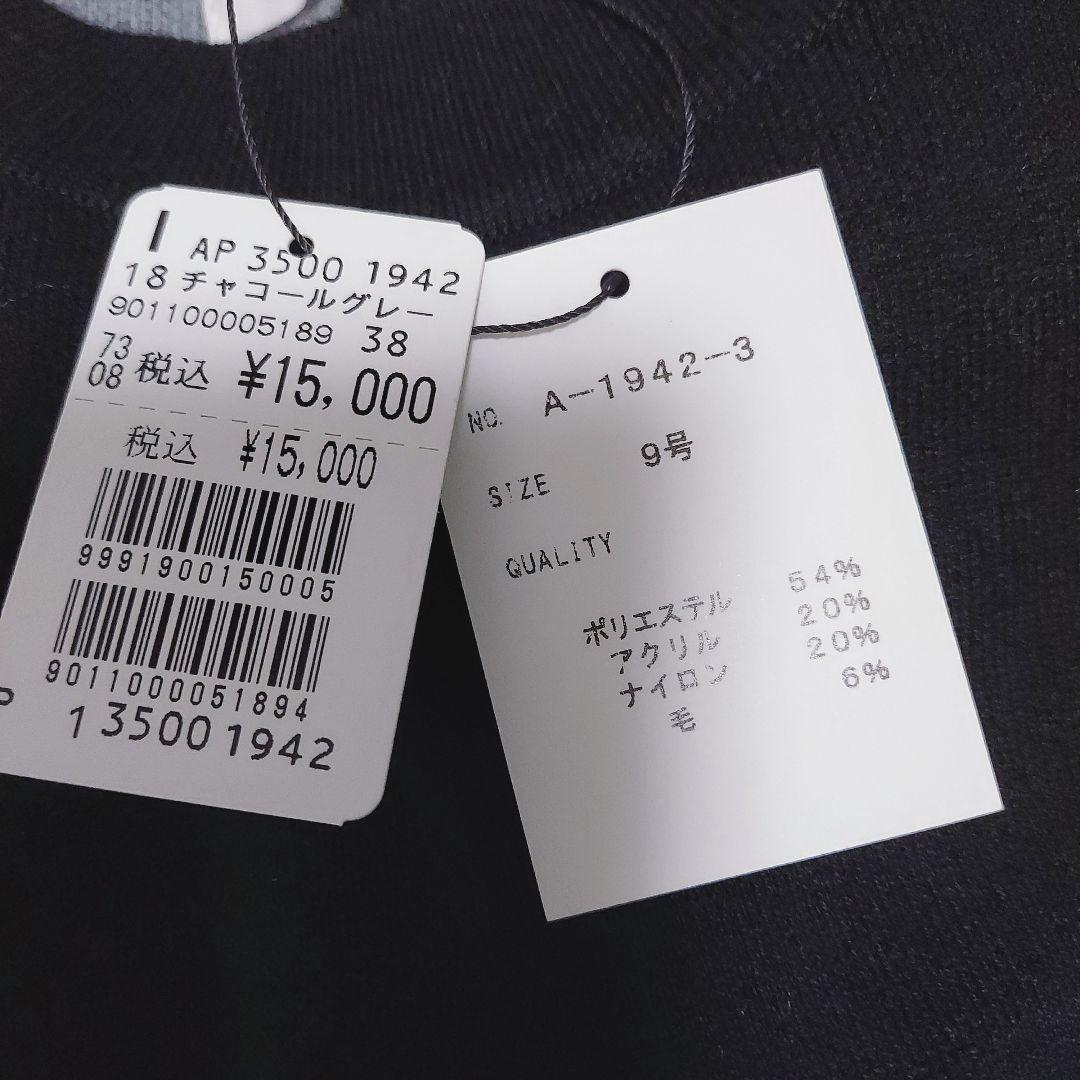 I AP 3500 1942
18 チャコールグレー
901100005189 38
73
08 税込 ¥15,000
税込 ¥15,000
9991900150005
9011000051894
1 3500 1942
NO. A-1942-3
SIZE 9号
QUALITY
ポリエステル 54%
アクリル 20%
ナイロン 20%
毛 6%